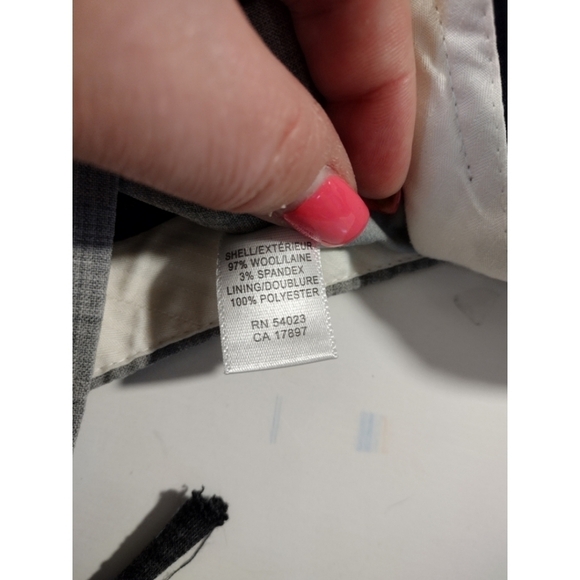 SHELL/EXTÉRIEUR
97% WOOL/LAINE
3% SPANDEX
LINING/DOUBLURE
100% POLYESTER
RN 54023
CA 17897